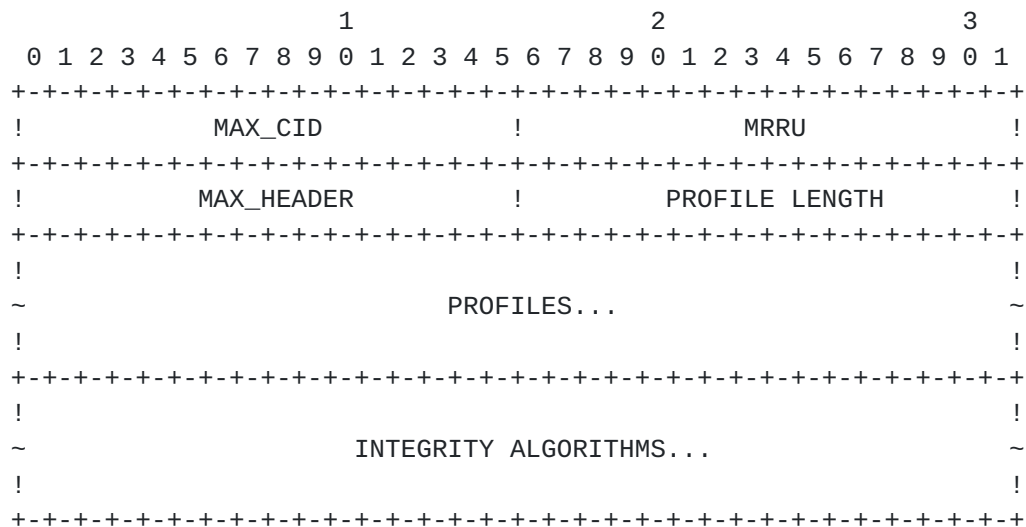 1                   2                   3
 0 1 2 3 4 5 6 7 8 9 0 1 2 3 4 5 6 7 8 9 0 1 2 3 4 5 6 7 8 9 0 1
+-+-+-+-+-+-+-+-+-+-+-+-+-+-+-+-+-+-+-+-+-+-+-+-+-+-+-+-+-+-+-+-+
!            MAX_CID            !              MRRU             !
+-+-+-+-+-+-+-+-+-+-+-+-+-+-+-+-+-+-+-+-+-+-+-+-+-+-+-+-+-+-+-+-+
!           MAX_HEADER          !         PROFILE LENGTH        !
+-+-+-+-+-+-+-+-+-+-+-+-+-+-+-+-+-+-+-+-+-+-+-+-+-+-+-+-+-+-+-+-+
!                                                               !
~                           PROFILES...                         ~
!                                                               !
+-+-+-+-+-+-+-+-+-+-+-+-+-+-+-+-+-+-+-+-+-+-+-+-+-+-+-+-+-+-+-+-+
!                                                               !
~                     INTEGRITY ALGORITHMS...                   ~
!                                                               !
+-+-+-+-+-+-+-+-+-+-+-+-+-+-+-+-+-+-+-+-+-+-+-+-+-+-+-+-+-+-+-+-+